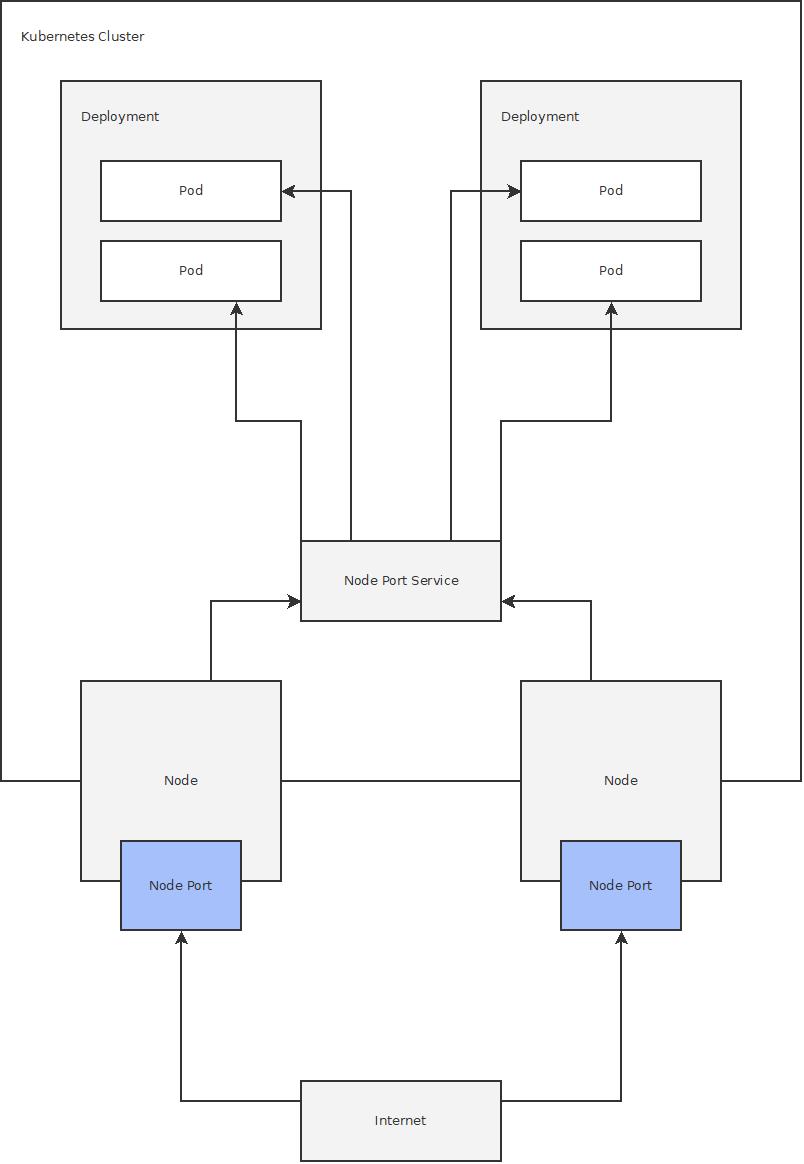 Kubernetes Cluster
Deployment
Deployment
Pod
Pod
Pod
Pod
Node Port Service
Node
Node
Node Port
Node Port
Internet